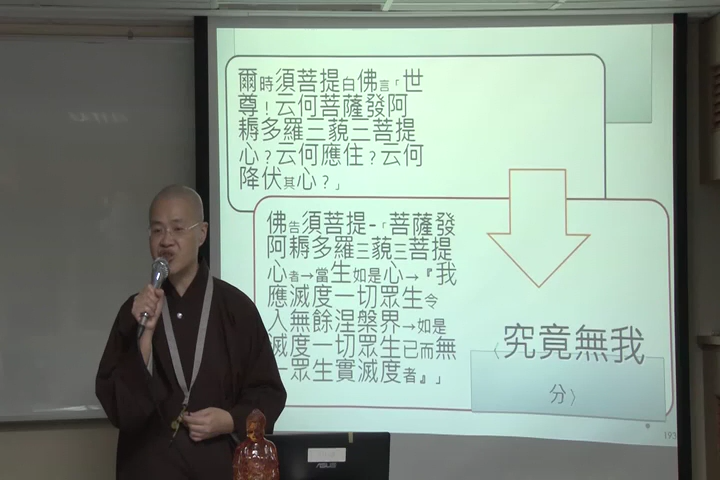 爾時須菩提白佛言「世
尊!云何菩薩發阿
耨多羅三藐三菩提
心?云何應住?云何
降伏其心?」
佛告須菩提-「菩薩發
阿耨多羅三藐三菩提
心者→當生如是心→『我
應滅度一切眾生令
入無餘涅槃界→如是
滅度一切眾生已而無
一眾生實滅度者』」
〈究竟無我
分〉
193
ASUS